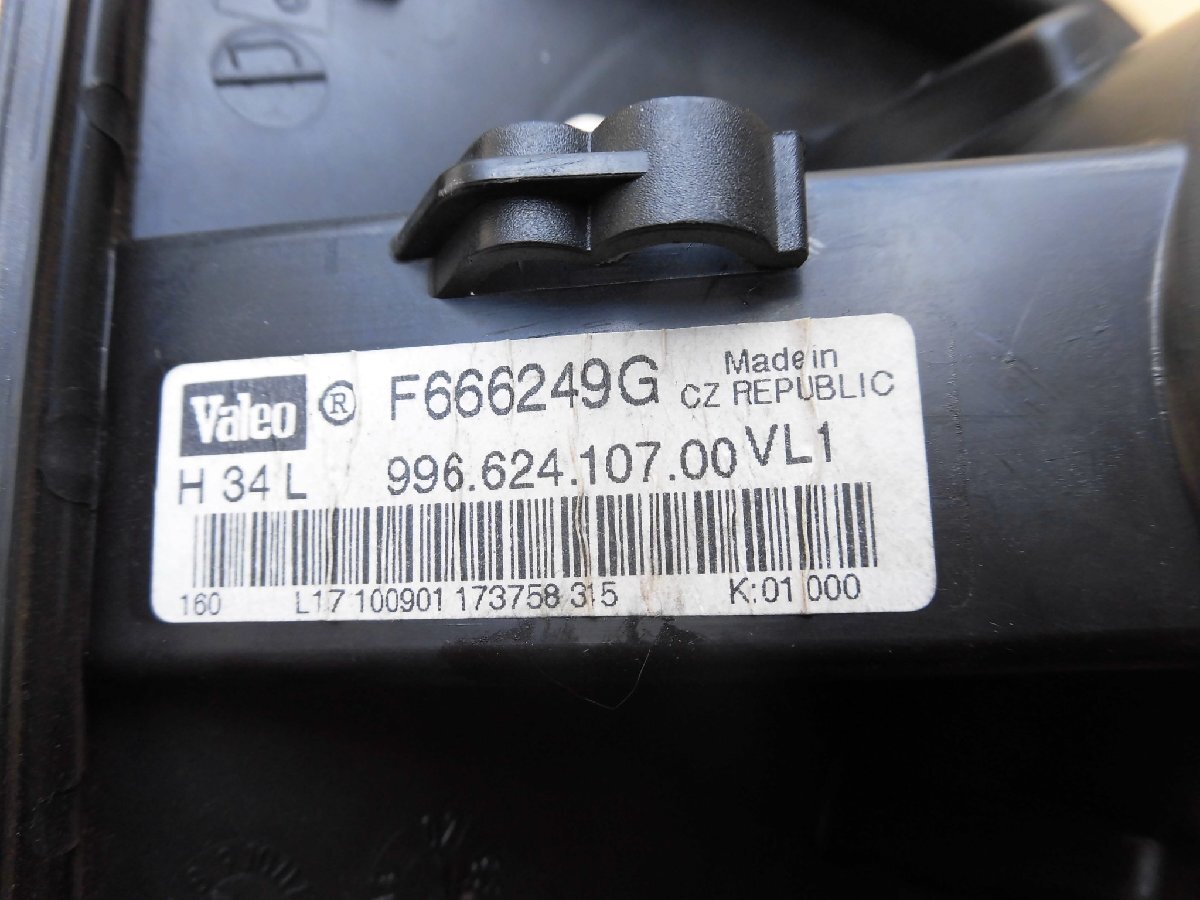 Valeo ® F666249G Made in
CZ REPUBLIC
H 34 L 996.624.107.00 VL1
160 L17 100901 173758 315 K:01 000